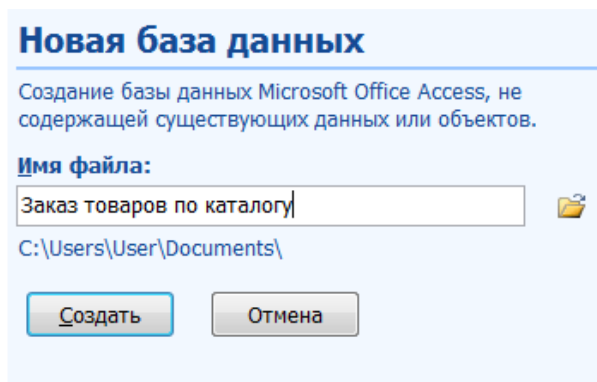 Новая база данных
Создание базы данных Microsoft Office Access, не
содержащей существующих данных или объектов.
Имя файла:
Заказ товаров по каталогу
C:\Users\User\Documents\
Создать
Отмена